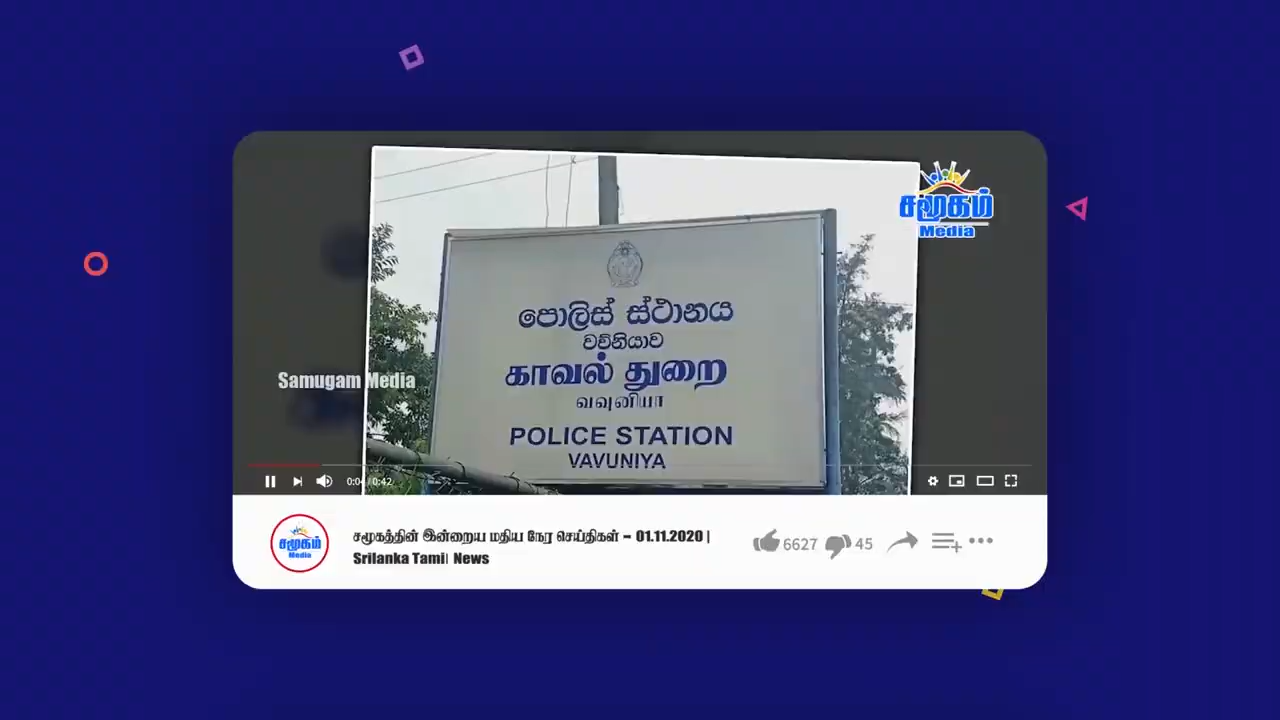 சமூகம்
Media
පොලිස් ස්ථානය
වව්නියාව
காவல் துறை
வவுனியா
POLICE STATION
VAVUNIYA
Samugam Media
0:04/0:42
சமூகம்
Media
சமூகத்தின் இன்றைய மதிய நேர செய்திகள் – 01.11.2020 |
Srilanka Tamil News
6627
45